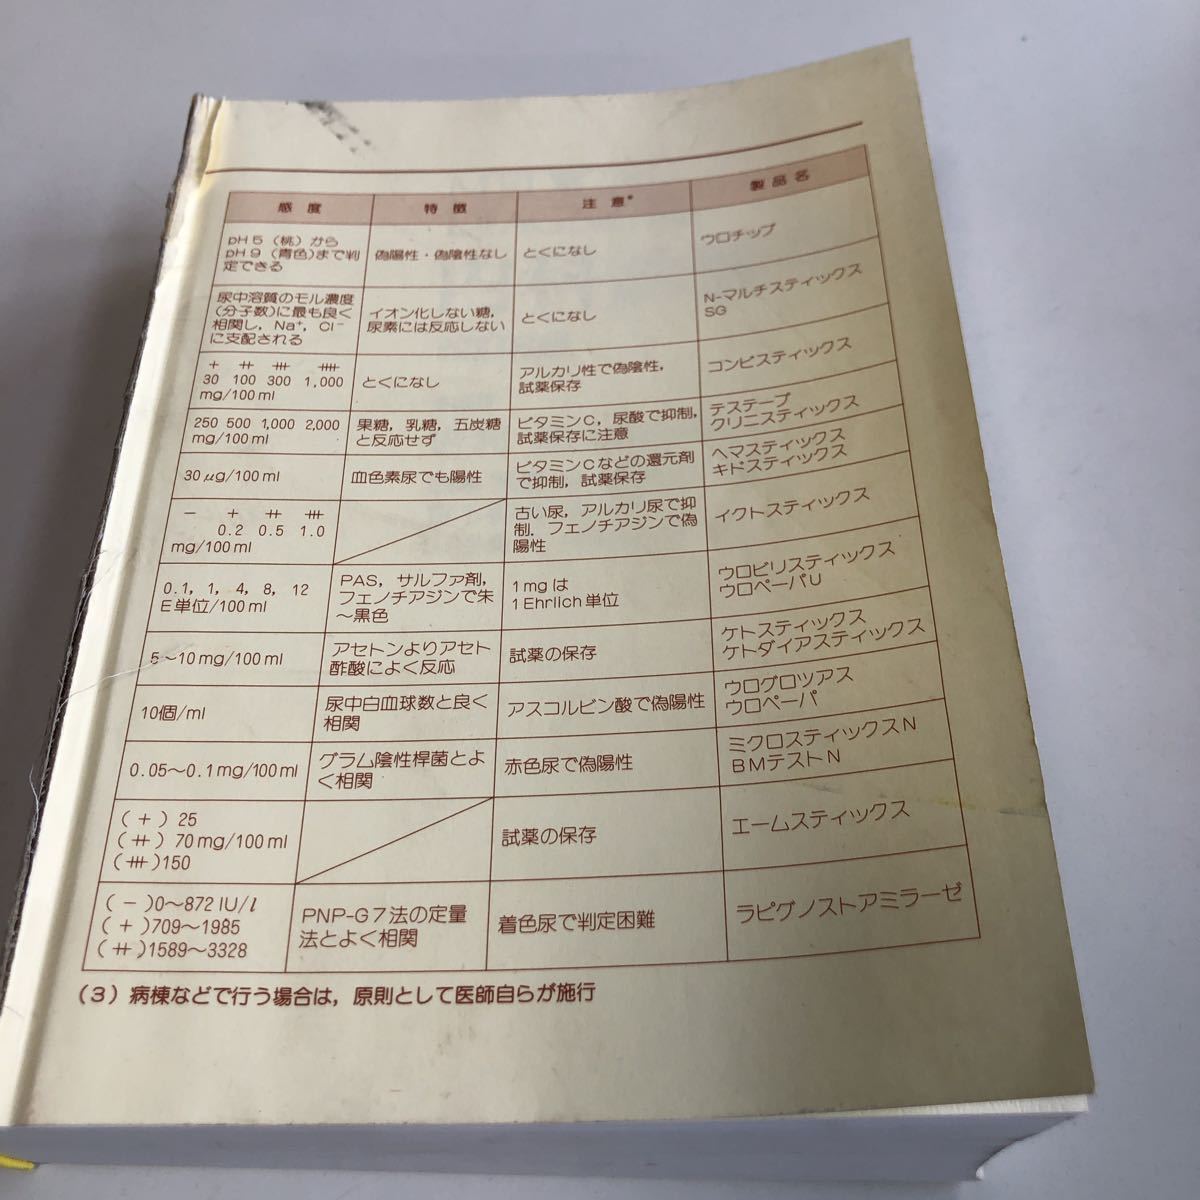 感度 特徴 注意* 製品名
pH5（桃）から
pH9（青色）まで判
定できる
偽陽性・偽陰性なし
とくになし
ウロチップ
尿中溶質のモル濃度
（分子数）に最も良く
相関し，Na⁺，Cl⁻
に支配される
イオン化しない糖，
尿素には反応しない
とくになし
N-マルチスティックス
SG
＋ ⧺ ⧻ 卌
30 100 300 1,000
mg/100ml
とくになし
アルカリ性で偽陰性，
試薬保存
コンビスティックス
250 500 1,000 2,000
mg/100ml
果糖，乳糖，五炭糖
と反応せず
ビタミンC，尿酸で抑制，
試薬保存に注意
テステープ
クリニスティックス
30μg/100ml
血色素尿でも陽性
ビタミンCなどの還元剤
で抑制，試薬保存
ヘマスティックス
キドスティックス
－ ＋ ⧺ ⧻
0.2 0.5 1.0
mg/100ml
古い尿，アルカリ尿で抑
制．フェノチアジンで偽
陽性
イクトスティックス
0.1，1，4，8，12
E単位/100ml
PAS，サルファ剤，
フェノチアジンで朱
～黒色
1mgは
1Ehrlich単位
ウロビリスティックス
ウロペーパU
5～10mg/100ml
アセトンよりアセト
酢酸によく反応
試薬の保存
ケトスティックス
ケトダイアスティックス
10個/ml
尿中白血球数と良く
相関
アスコルビン酸で偽陽性
ウログロツアス
ウロペーパ
0.05～0.1mg/100ml
グラム陰性桿菌とよ
く相関
赤色尿で偽陽性
ミクロスティックスN
BMテストN
（＋）25
（⧺）70mg/100ml
（⧻）150
試薬の保存
エームスティックス
（－）0～872IU/l
（＋）709～1985
（⧺）1589～3328
PNP-G7法の定量
法とよく相関
着色尿で判定困難
ラピグノストアミラーゼ
（3）病棟などで行う場合は，原則として医師自らが施行